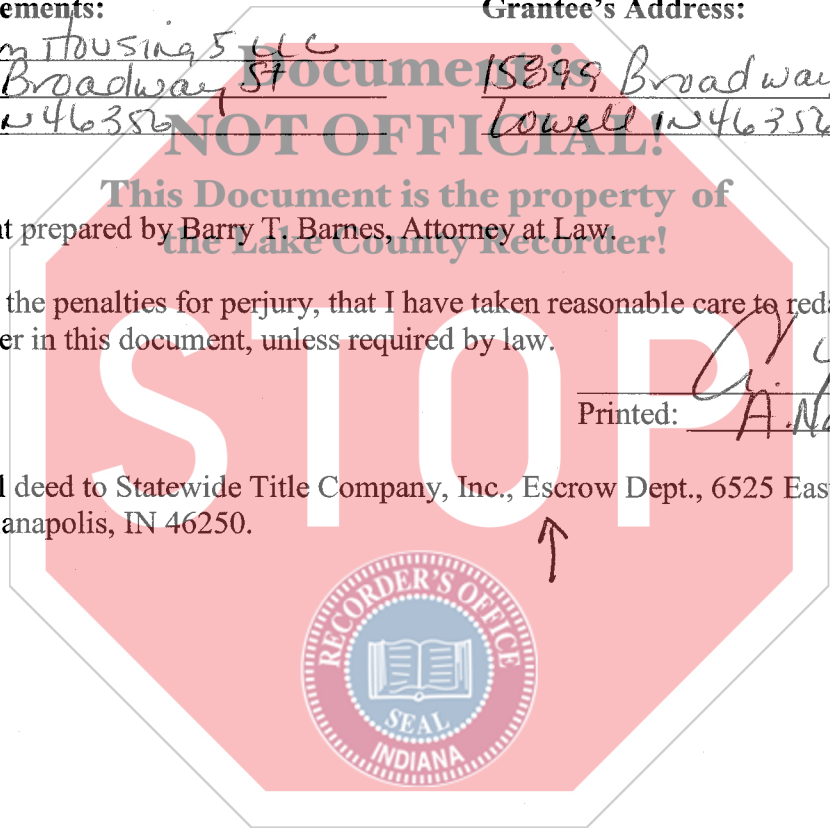 ements:
Grantee's Address:
n Housing 5 LLC
Broadway St
15899 Broadway
IN 46356
Lowell IN 46356
Document is
NOT OFFICIAL!
This Document is the property of
the Lake County Recorder!
t prepared by Barry T. Barnes, Attorney at Law.
the penalties for perjury, that I have taken reasonable care to reda
er in this document, unless required by law.
Printed: A. Na
l deed to Statewide Title Company, Inc., Escrow Dept., 6525 Eas
anapolis, IN 46250.
STOP
RECORDER'S OFFICE
SEAL
INDIANA